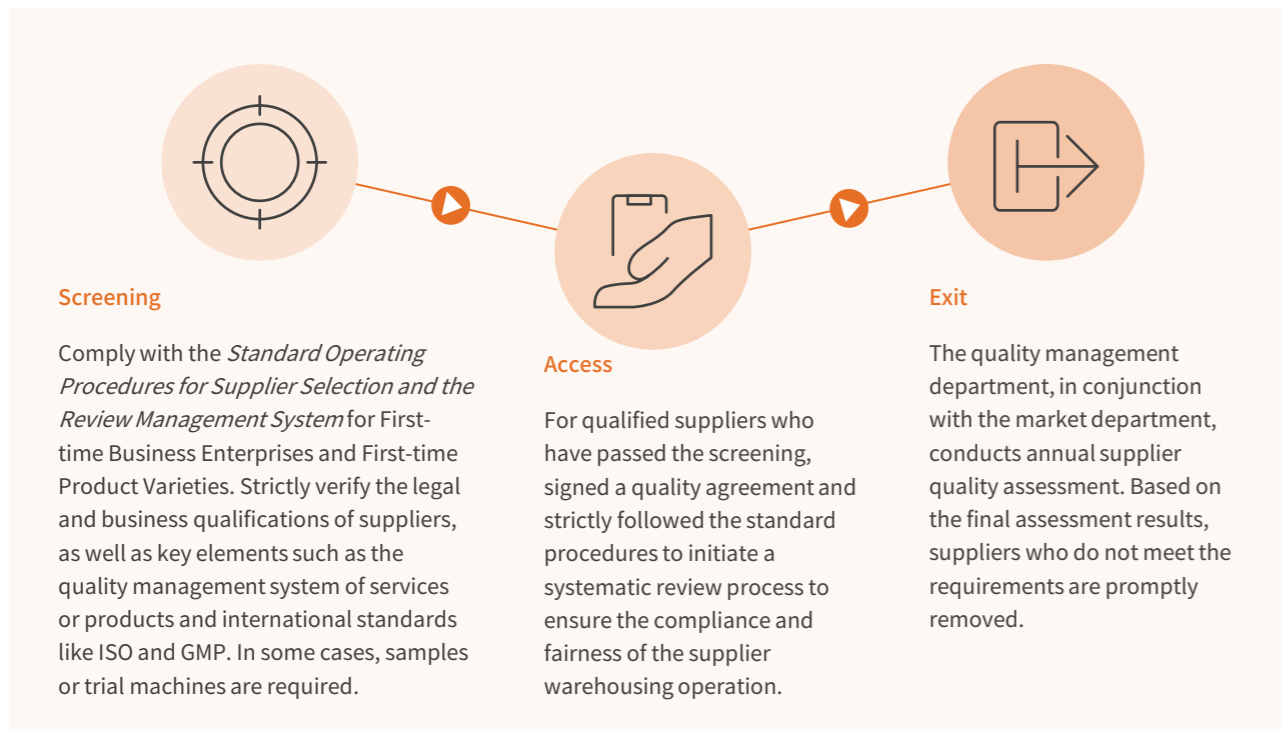 Screening
Comply with the Standard Operating
Procedures for Supplier Selection and the
Review Management System for First-
time Business Enterprises and First-time
Product Varieties. Strictly verify the legal
and business qualifications of suppliers,
as well as key elements such as the
quality management system of services
or products and international standards
like ISO and GMP. In some cases, samples
or trial machines are required.
Access
For qualified suppliers who
have passed the screening,
signed a quality agreement and
strictly followed the standard
procedures to initiate a
systematic review process to
ensure the compliance and
fairness of the supplier
warehousing operation.
Exit
The quality management
department, in conjunction
with the market department,
conducts annual supplier
quality assessment. Based on
the final assessment results,
suppliers who do not meet the
requirements are promptly
removed.